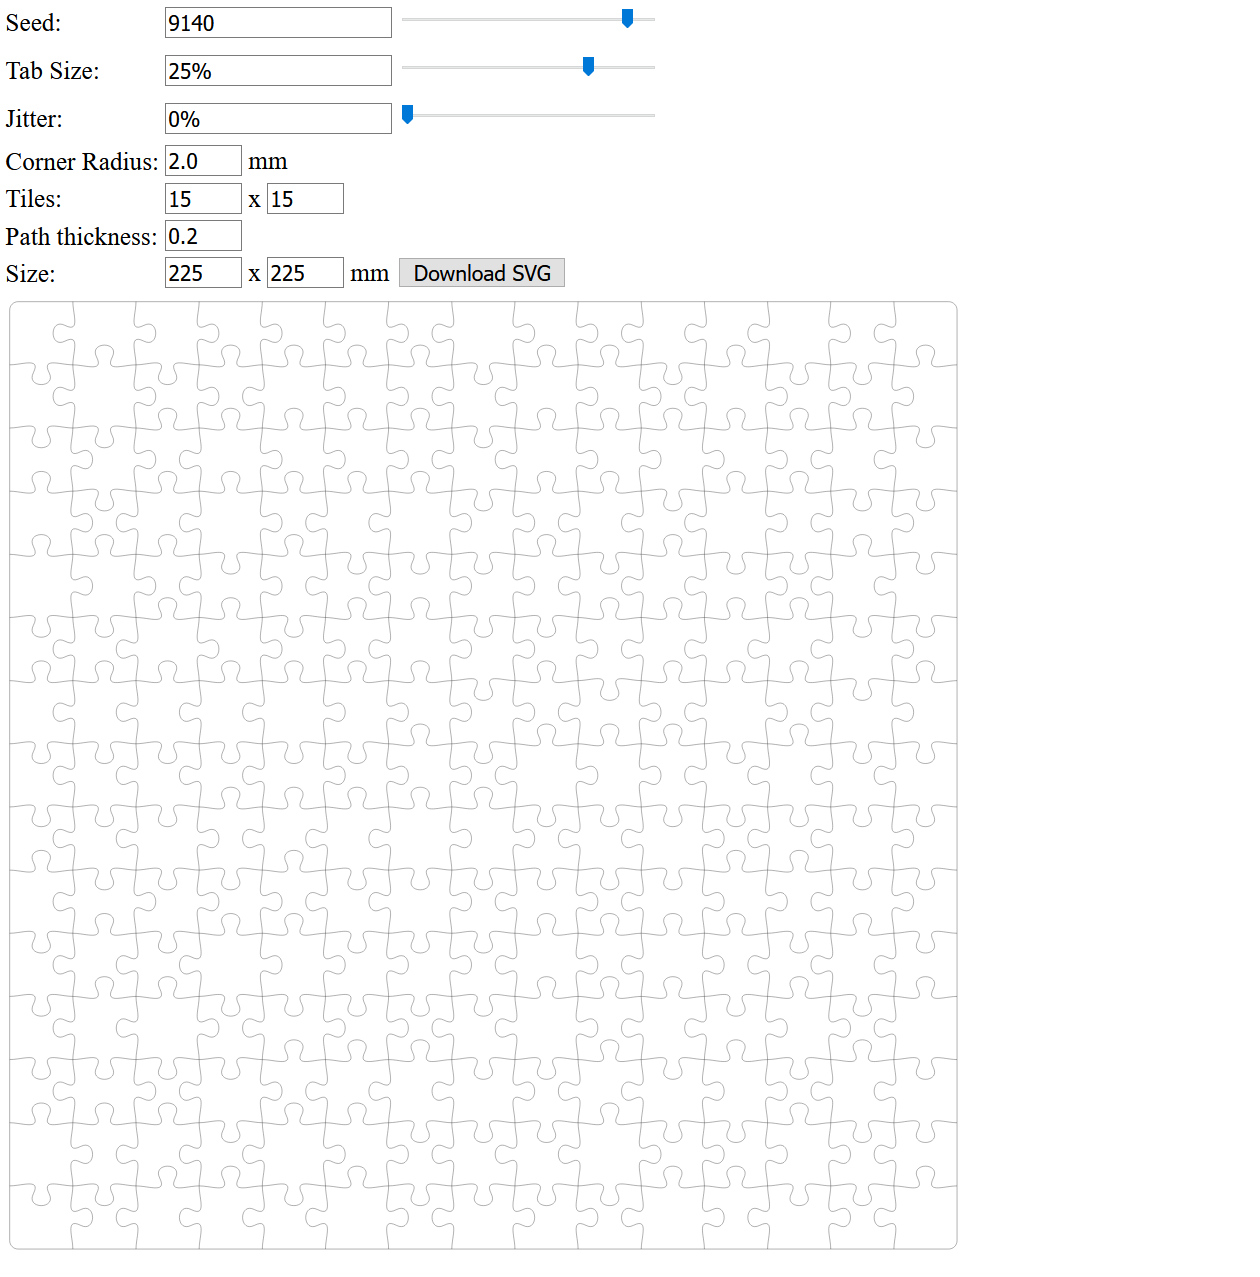 Seed: 9140
Tab Size: 25%
Jitter: 0%
Corner Radius: 2.0 mm
Tiles: 15 x 15
Path thickness: 0.2
Size: 225 x 225 mm Download SVG